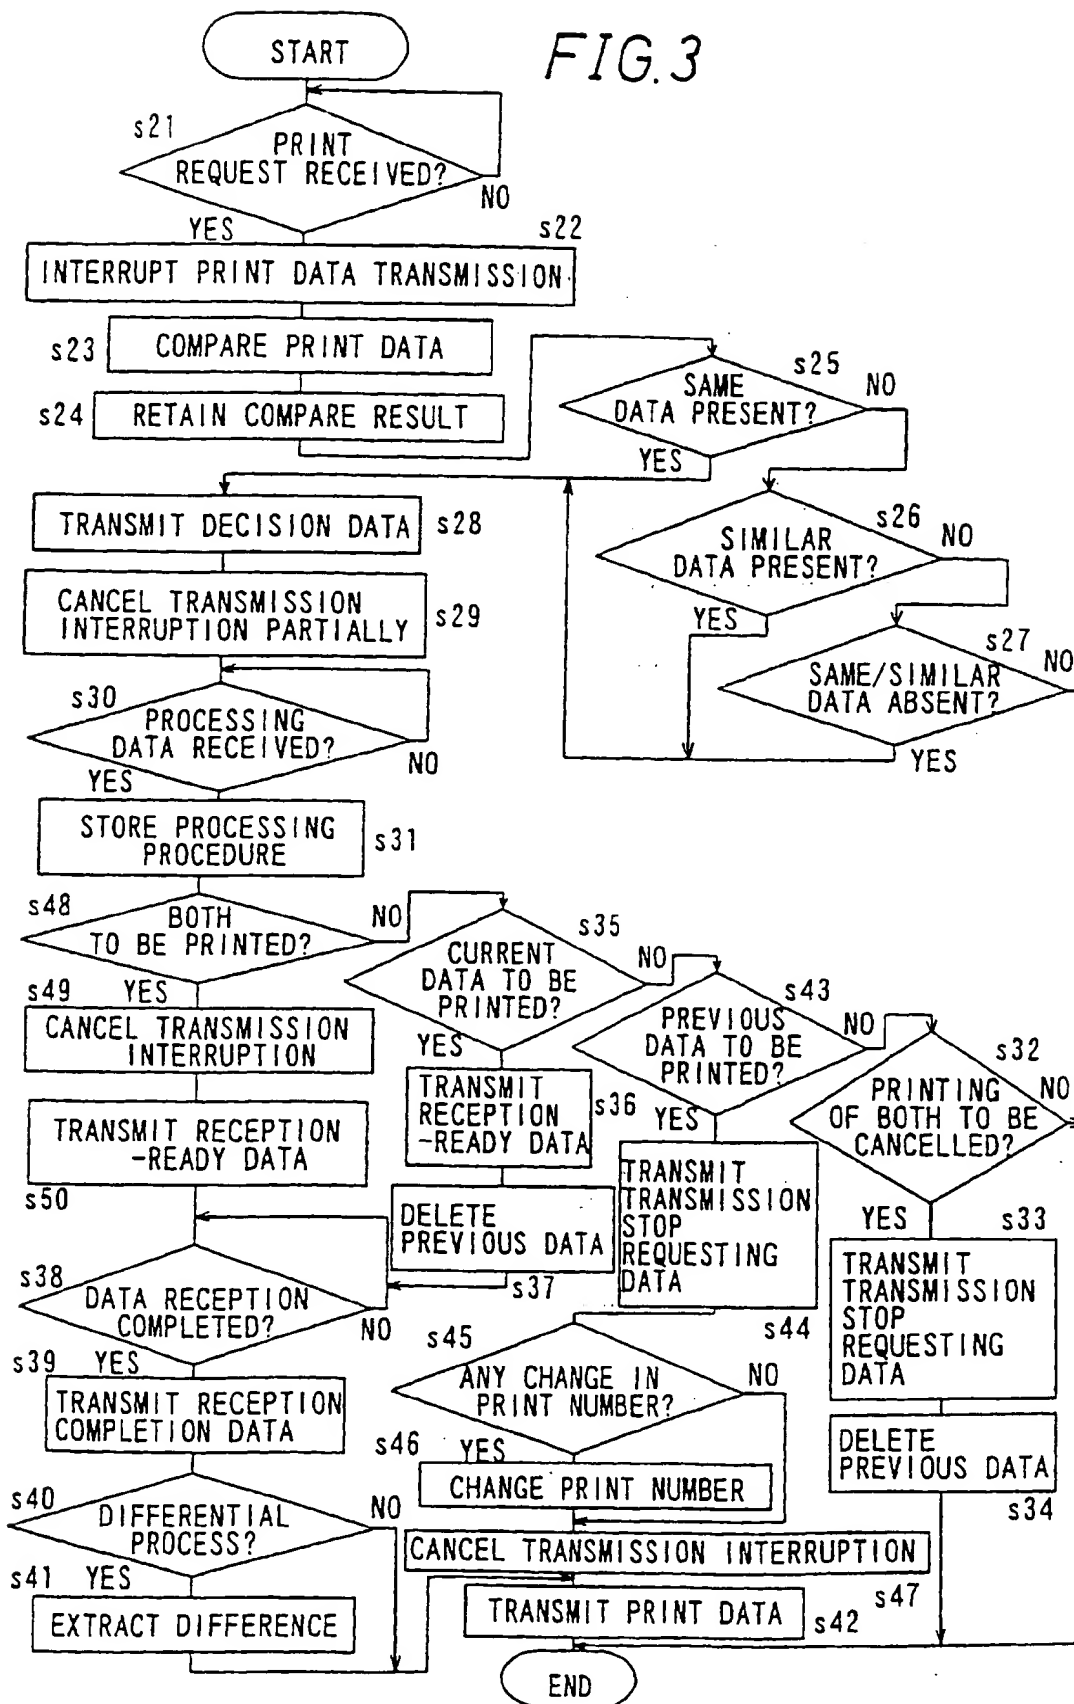 START
FIG.3
s21
PRINT
REQUEST RECEIVED?
NO
YES
s22
INTERRUPT PRINT DATA TRANSMISSION
s23
COMPARE PRINT DATA
s24
RETAIN COMPARE RESULT
s25
SAME
DATA PRESENT?
NO
YES
s26
SIMILAR
DATA PRESENT?
NO
YES
s27
SAME/SIMILAR
DATA ABSENT?
NO
YES
TRANSMIT DECISION DATA
s28
CANCEL TRANSMISSION
INTERRUPTION PARTIALLY
s29
s30
PROCESSING
DATA RECEIVED?
NO
YES
STORE PROCESSING
PROCEDURE
s31
s48
BOTH
TO BE PRINTED?
NO
YES
s49
CANCEL TRANSMISSION
INTERRUPTION
TRANSMIT RECEPTION
-READY DATA
s50
s35
CURRENT
DATA TO BE
PRINTED?
NO
YES
TRANSMIT
RECEPTION
-READY DATA
s36
DELETE
PREVIOUS DATA
s37
s43
PREVIOUS
DATA TO BE
PRINTED?
NO
YES
TRANSMIT
TRANSMISSION
STOP
REQUESTING
DATA
s44
s32
PRINTING
OF BOTH TO BE
CANCELLED?
NO
YES
s33
TRANSMIT
TRANSMISSION
STOP
REQUESTING
DATA
DELETE
PREVIOUS DATA
s34
s38
DATA RECEPTION
COMPLETED?
NO
YES
s39
TRANSMIT RECEPTION
COMPLETION DATA
s40
DIFFERENTIAL
PROCESS?
NO
YES
s41
EXTRACT DIFFERENCE
s45
ANY CHANGE IN
PRINT NUMBER?
NO
YES
s46
CHANGE PRINT NUMBER
CANCEL TRANSMISSION INTERRUPTION
s47
TRANSMIT PRINT DATA
s42
END